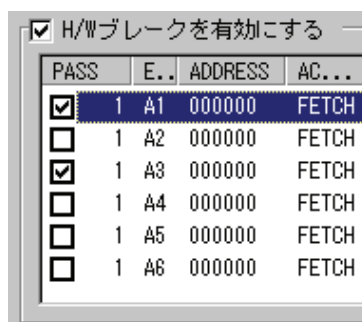 H/Wブレークを有効にする
PASS E.. ADDRESS AC...
1 A1 000000 FETCH
1 A2 000000 FETCH
1 A3 000000 FETCH
1 A4 000000 FETCH
1 A5 000000 FETCH
1 A6 000000 FETCH